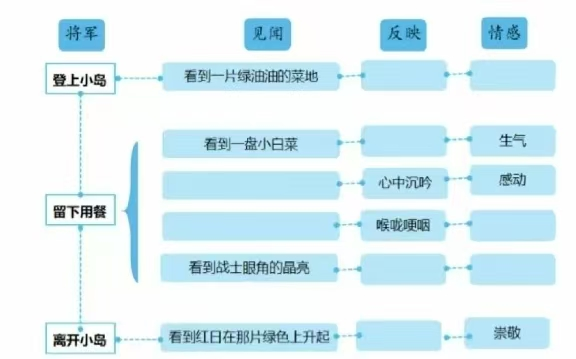 将军 见闻 反映 情感
登上小岛 看到一片绿油油的菜地
看到一盘小白菜 生气
心中沉吟 感动
留下用餐
喉咙哽咽
看到战士眼角的晶亮
离开小岛 看到红日在那片绿色上升起 崇敬